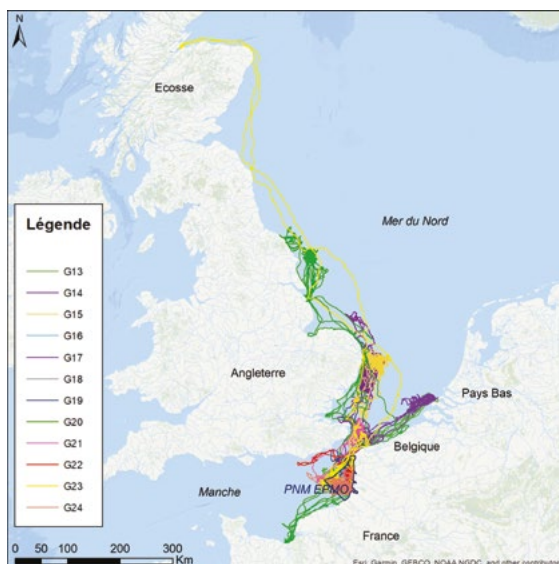 N
Ecosse
Mer du Nord
Légende
G13
G14
G15
G16
G17
G18
G19
G20
G21
G22
G23
G24
Angleterre
Pays Bas
Belgique
Manche
PNM EPMO
France
0 50 100 200 300
Km
Esri, Garmin, GEBCO, NOAA NGDC, and other contributors